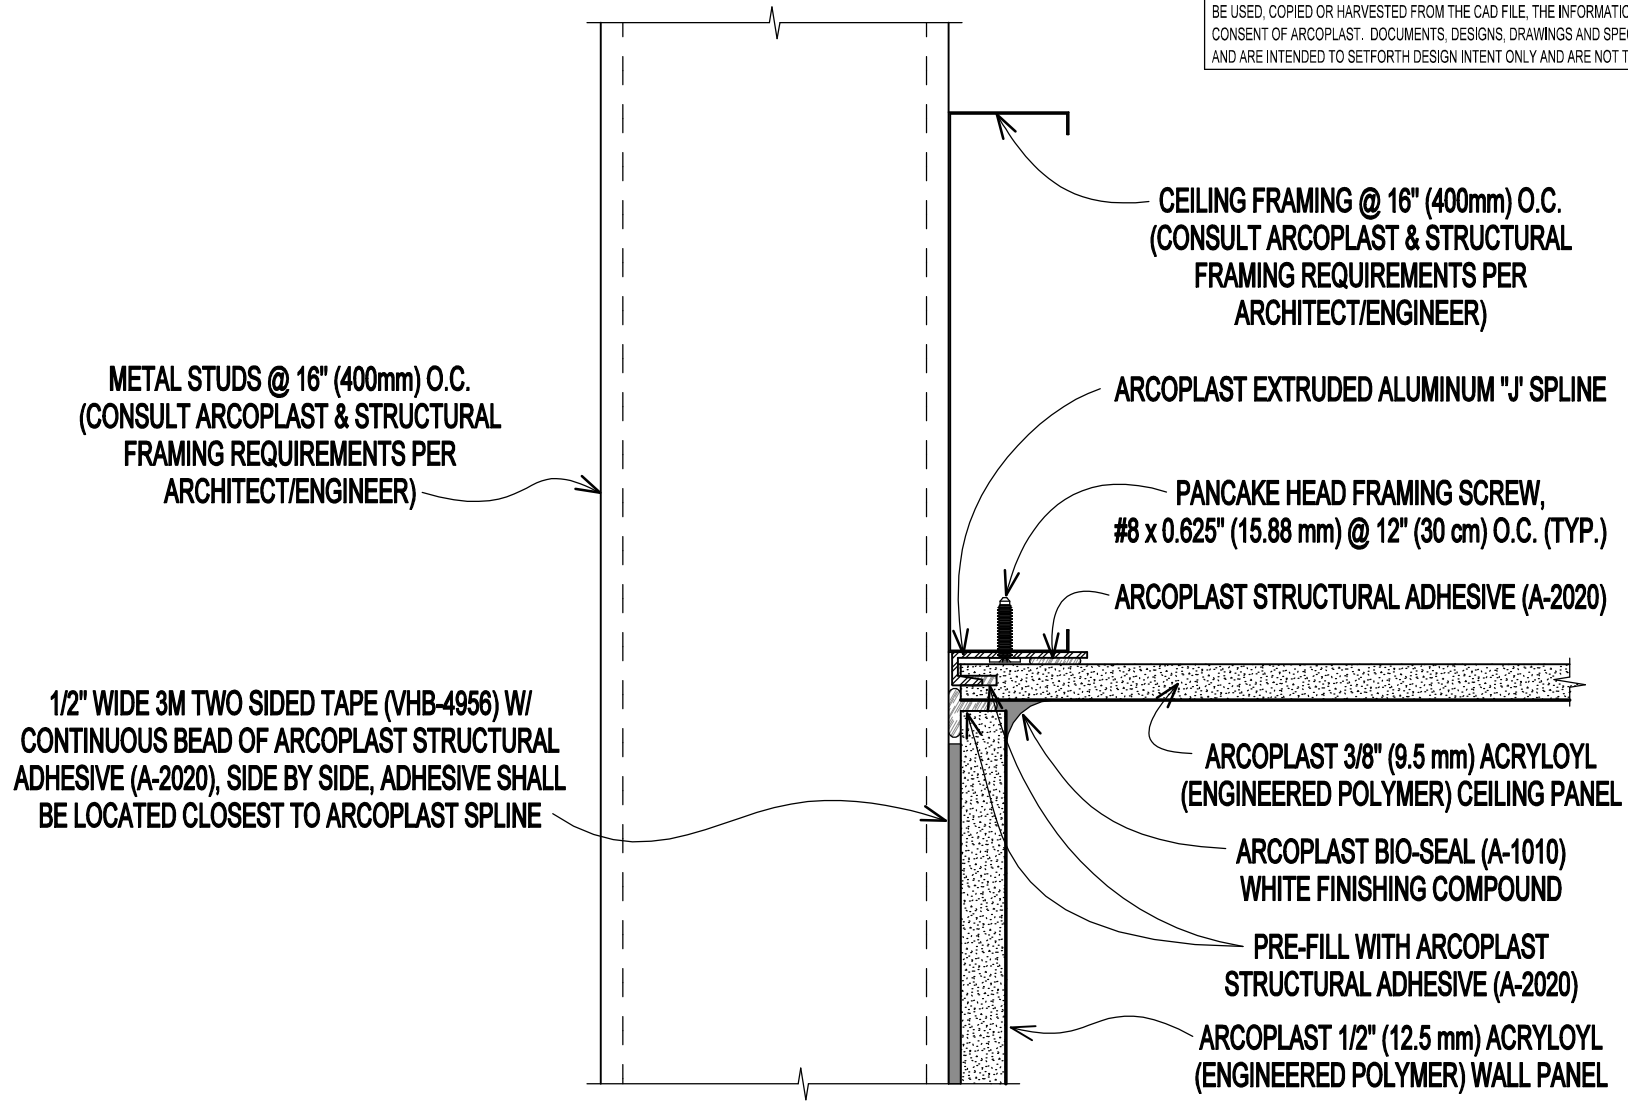 BE USED, COPIED OR HARVESTED FROM THE CAD FILE, THE INFORMATIO
CONSENT OF ARCOPLAST. DOCUMENTS, DESIGNS, DRAWINGS AND SPE
AND ARE INTENDED TO SETFORTH DESIGN INTENT ONLY AND ARE NOT T
CEILING FRAMING @ 16" (400mm) O.C.
(CONSULT ARCOPLAST & STRUCTURAL
FRAMING REQUIREMENTS PER
ARCHITECT/ENGINEER)
METAL STUDS @ 16" (400mm) O.C.
(CONSULT ARCOPLAST & STRUCTURAL
FRAMING REQUIREMENTS PER
ARCHITECT/ENGINEER)
ARCOPLAST EXTRUDED ALUMINUM "J' SPLINE
PANCAKE HEAD FRAMING SCREW,
#8 x 0.625" (15.88 mm) @ 12" (30 cm) O.C. (TYP.)
ARCOPLAST STRUCTURAL ADHESIVE (A-2020)
1/2" WIDE 3M TWO SIDED TAPE (VHB-4956) W/
CONTINUOUS BEAD OF ARCOPLAST STRUCTURAL
ADHESIVE (A-2020), SIDE BY SIDE, ADHESIVE SHALL
BE LOCATED CLOSEST TO ARCOPLAST SPLINE
ARCOPLAST 3/8" (9.5 mm) ACRYLOYL
(ENGINEERED POLYMER) CEILING PANEL
ARCOPLAST BIO-SEAL (A-1010)
WHITE FINISHING COMPOUND
PRE-FILL WITH ARCOPLAST
STRUCTURAL ADHESIVE (A-2020)
ARCOPLAST 1/2" (12.5 mm) ACRYLOYL
(ENGINEERED POLYMER) WALL PANEL